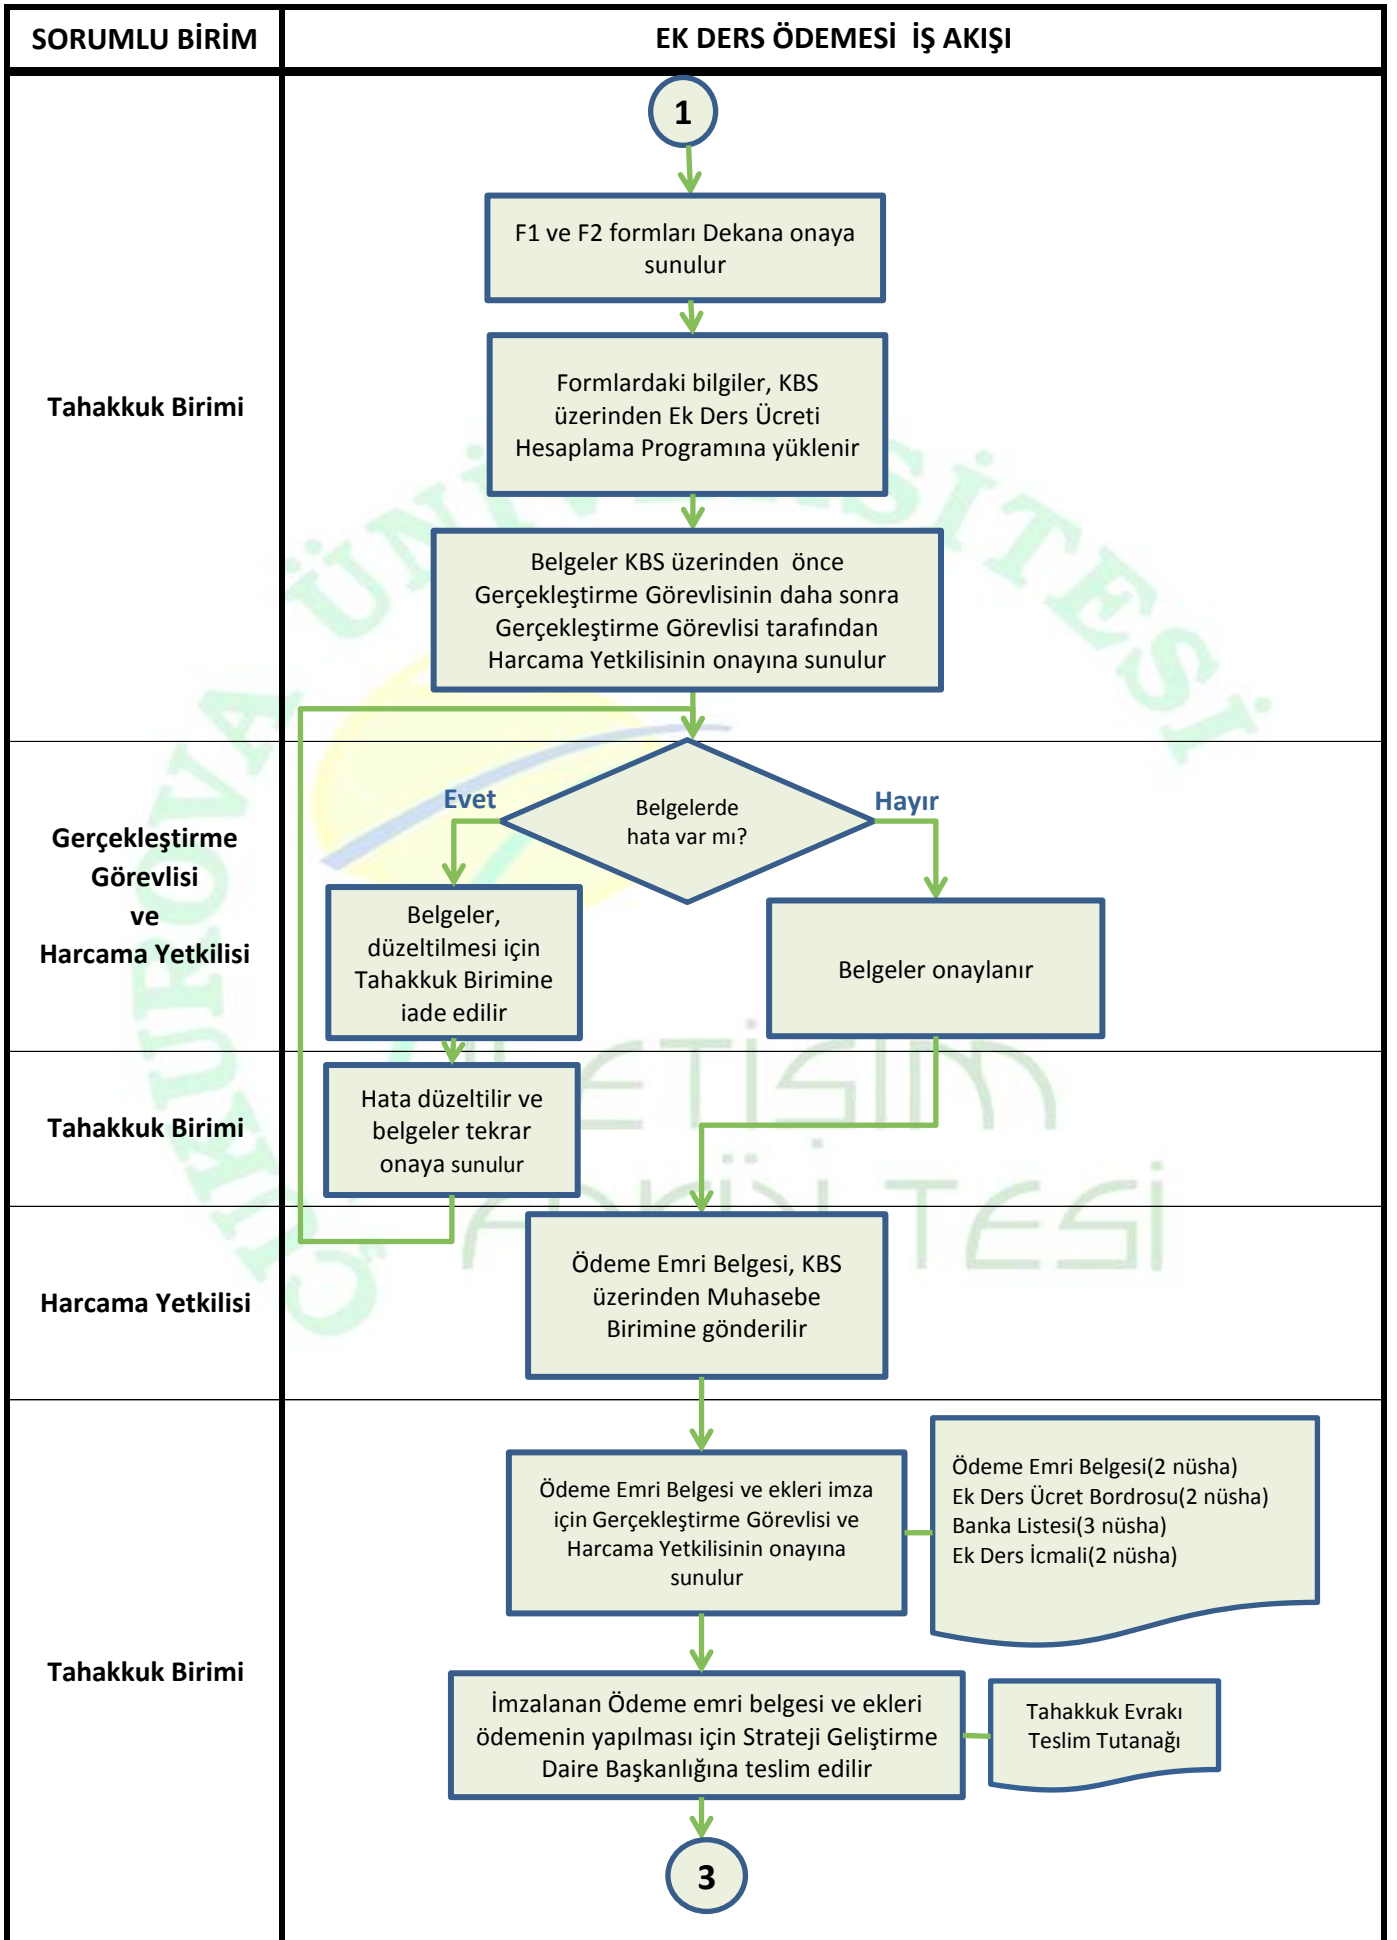 SORUMLU BİRİM
EK DERS ÖDEMESİ İŞ AKIŞI
1
F1 ve F2 formları Dekana onaya
sunulur
Formlardaki bilgiler, KBS
üzerinden Ek Ders Ücreti
Hesaplama Programına yüklenir
Belgeler KBS üzerinden önce
Gerçekleştirme Görevlisinin daha sonra
Gerçekleştirme Görevlisi tarafından
Harcama Yetkilisinin onayına sunulur
Tahakkuk Birimi
Belgelerde
hata var mı?
Evet
Hayır
Gerçekleştirme
Görevlisi
ve
Harcama Yetkilisi
Belgeler,
düzeltilmesi için
Tahakkuk Birimine
iade edilir
Belgeler onaylanır
Tahakkuk Birimi
Hata düzeltilir ve
belgeler tekrar
onaya sunulur
Harcama Yetkilisi
Ödeme Emri Belgesi, KBS
üzerinden Muhasebe
Birimine gönderilir
Tahakkuk Birimi
Ödeme Emri Belgesi ve ekleri imza
için Gerçekleştirme Görevlisi ve
Harcama Yetkilisinin onayına
sunulur
Ödeme Emri Belgesi(2 nüsha)
Ek Ders Ücret Bordrosu(2 nüsha)
Banka Listesi(3 nüsha)
Ek Ders İcmali(2 nüsha)
İmzalanan Ödeme emri belgesi ve ekleri
ödemenin yapılması için Strateji Geliştirme
Daire Başkanlığına teslim edilir
Tahakkuk Evrakı
Teslim Tutanağı
3
ÇUKUROVA ÜNİVERSİTESİ
İLETİŞİM
FAKÜLTESİ